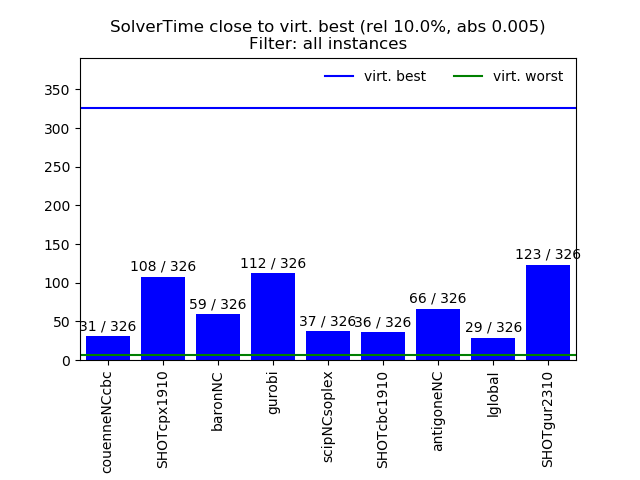 SolverTime close to virt. best (rel 10.0%, abs 0.005)
Filter: all instances
virt. best
virt. worst
350
300
250
200
150
100
50
0
31 / 326
108 / 326
59 / 326
112 / 326
37 / 326
36 / 326
66 / 326
29 / 326
123 / 326
couenneNCcbc
SHOTcpx1910
baronNC
gurobi
scipNCsoplex
SHOTcbc1910
antigoneNC
lglobal
SHOTgur2310